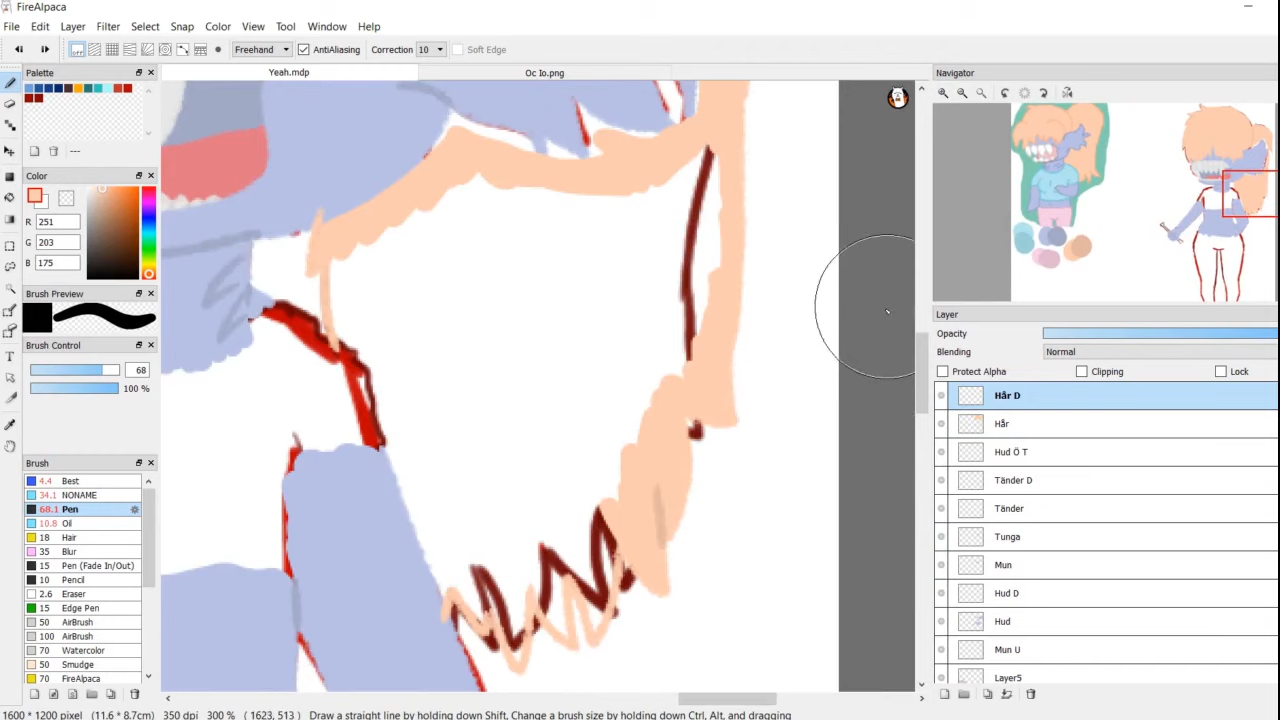 FireAlpaca
File Edit Layer Filter Select Snap Color View Tool Window Help
off Freehand AntiAliasing Correction 10 Soft Edge
Palette Yeah.mdp Oc Io.png Navigator
---
Color
R 251
G 203
B 175
Brush Preview
Brush Control
68
100 %
Layer
Opacity
Blending Normal
Protect Alpha Clipping Lock
Hår D
Hår
Hud Ö T
Tänder D
Tänder
Tunga
Mun
Hud D
Hud
Mun U
Layer5
Brush
4.4 Best
34.1 NONAME
68.1 Pen
10.8 Oil
18 Hair
35 Blur
15 Pen (Fade In/Out)
10 Pencil
2.6 Eraser
15 Edge Pen
50 AirBrush
100 AirBrush
70 Watercolor
50 Smudge
70 FireAlpaca
1600 * 1200 pixel (11.6 * 8.7cm) 350 dpi 300 % ( 1623, 513 ) Draw a straight line by holding down Shift, Change a brush size by holding down Ctrl, Alt, and dragging